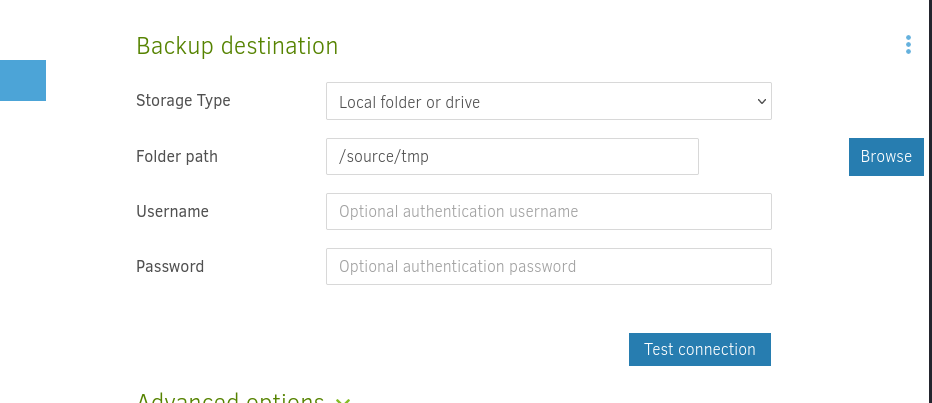 Backup destination
Storage Type
Local folder or drive
Folder path
/source/tmp
Browse
Username
Optional authentication username
Password
Optional authentication password
Test connection
Advanced options